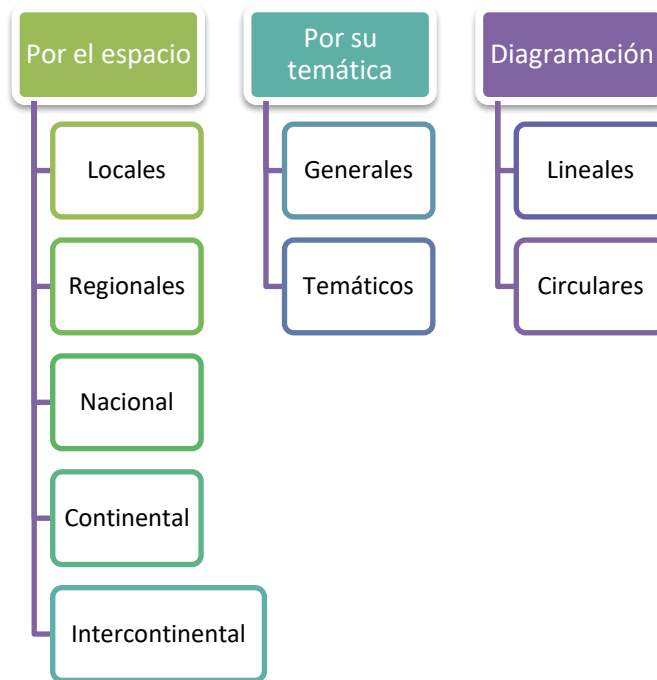 Por el espacio
Locales
Regionales
Nacional
Continental
Intercontinental
Por su
temática
Generales
Temáticos
Diagramación
Lineales
Circulares